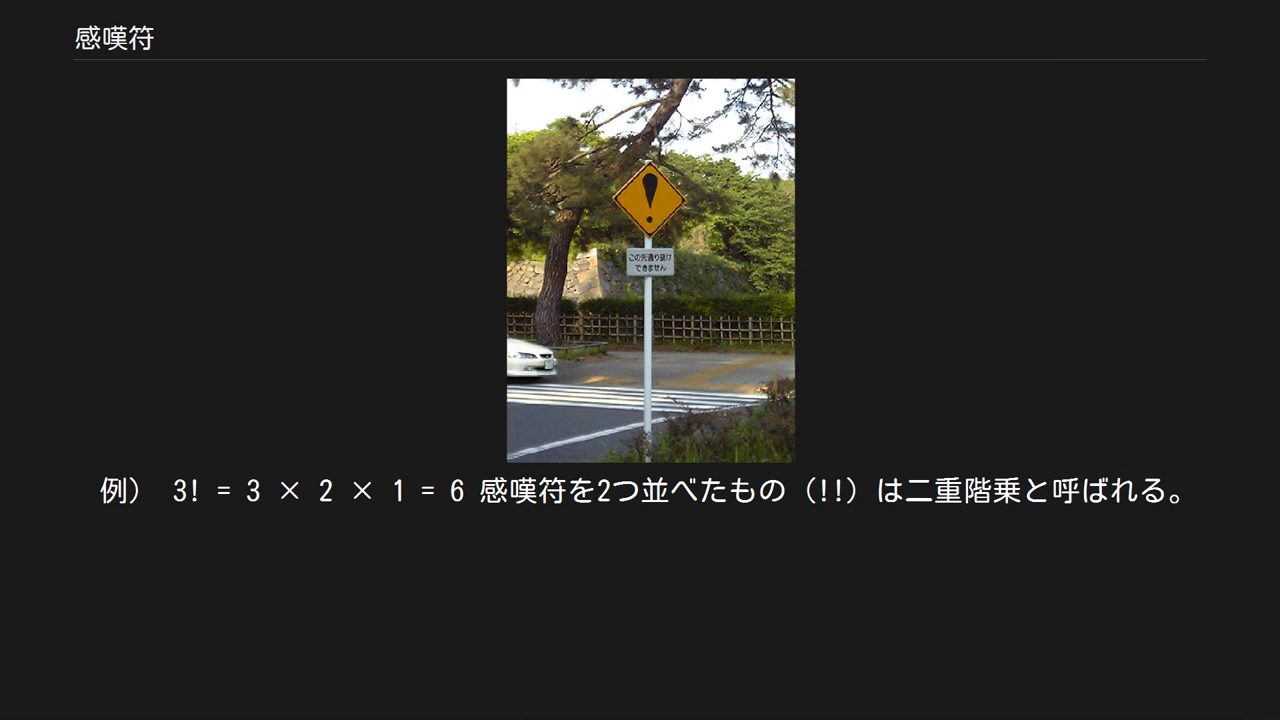 感嘆符
!
この先通り抜け
できません
例） 3! = 3 × 2 × 1 = 6 感嘆符を2つ並べたもの（!!）は二重階乗と呼ばれる。